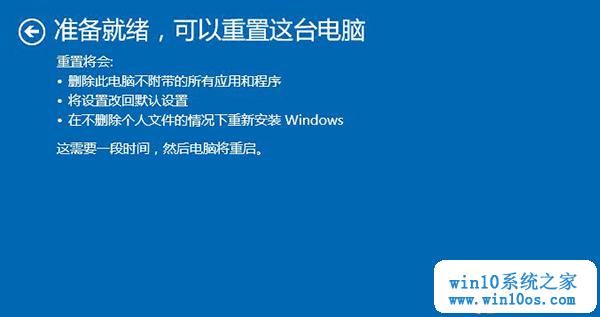 准备就绪，可以重置这台电脑
重置将会:
• 删除此电脑不附带的所有应用和程序
• 将设置改回默认设置
• 在不删除个人文件的情况下重新安装 Windows
这需要一段时间，然后电脑将重启。
win10系统之家
www.win10os.com